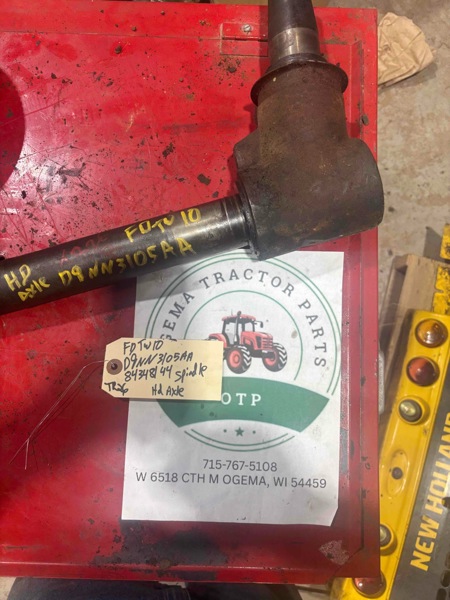 FDTW10
HD D9NN3105AA
Axle
OGEMA TRACTOR PARTS
OTP
715-767-5108
W 6518 CTH M OGEMA, WI 54459
FDTW10
D9NN3105AA
84348144 Spindle
Hd Axle
NEW HOLLAND